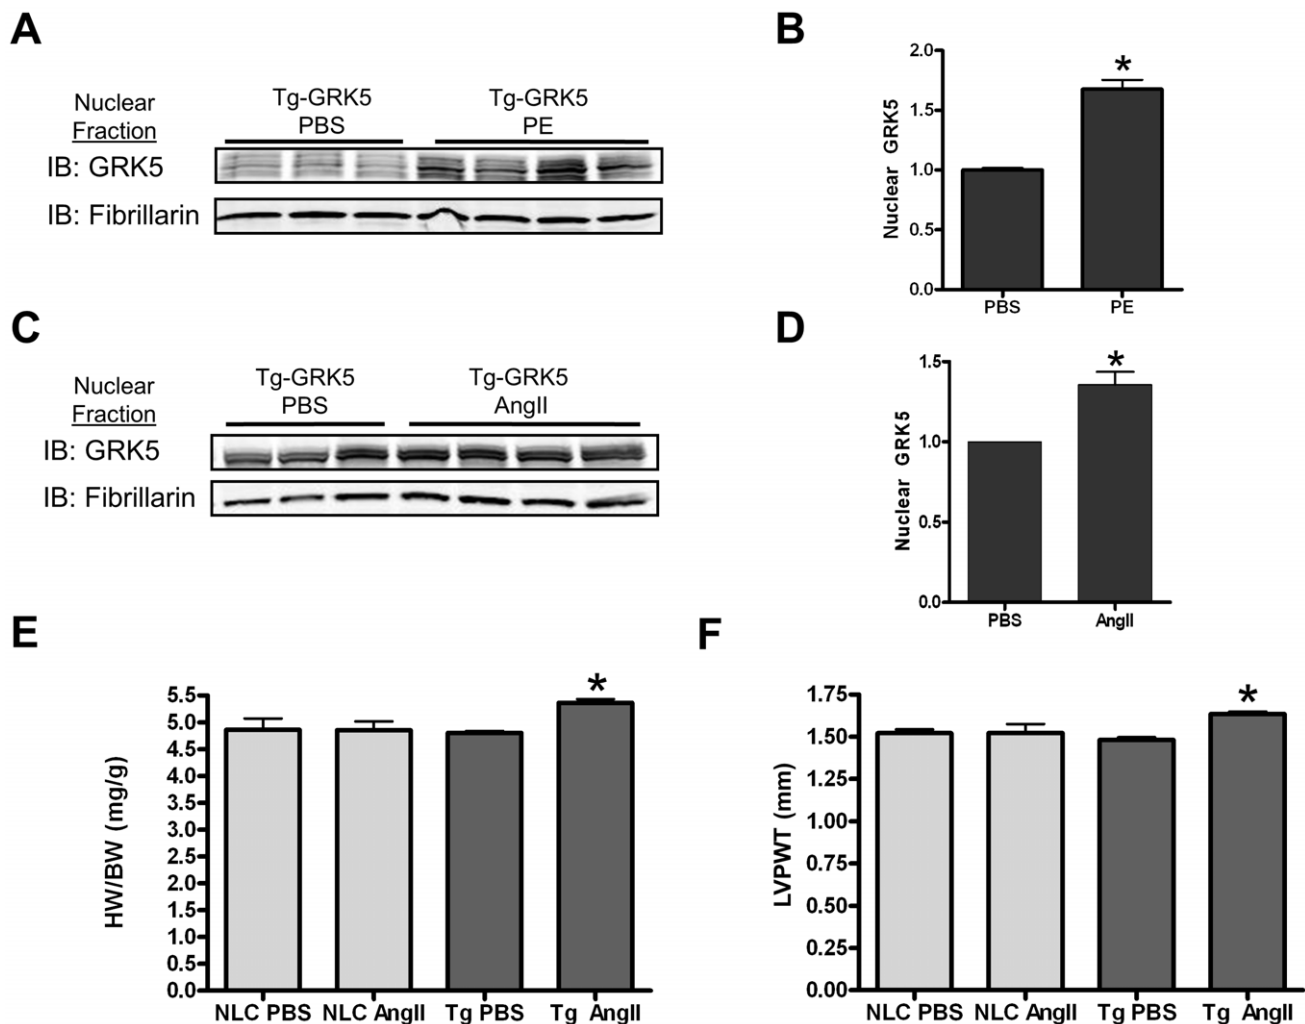 A
Nuclear
Fraction
Tg-GRK5
PBS
Tg-GRK5
PE
IB: GRK5
IB: Fibrillarin
B
Nuclear GRK5
2.0
1.5
1.0
0.5
0.0
*
PBS
PE
C
Nuclear
Fraction
Tg-GRK5
PBS
Tg-GRK5
AngII
IB: GRK5
IB: Fibrillarin
D
Nuclear GRK5
1.5
1.0
0.5
0.0
*
PBS
AngII
E
HW/BW (mg/g)
5.5
5.0
4.5
4.0
3.5
3.0
2.5
2.0
1.5
1.0
0.5
0.0
*
NLC PBS
NLC AngII
Tg PBS
Tg AngII
F
LVPWT (mm)
1.75
1.50
1.25
1.00
0.75
0.50
0.25
0.00
*
NLC PBS
NLC AngII
Tg PBS
Tg AngII